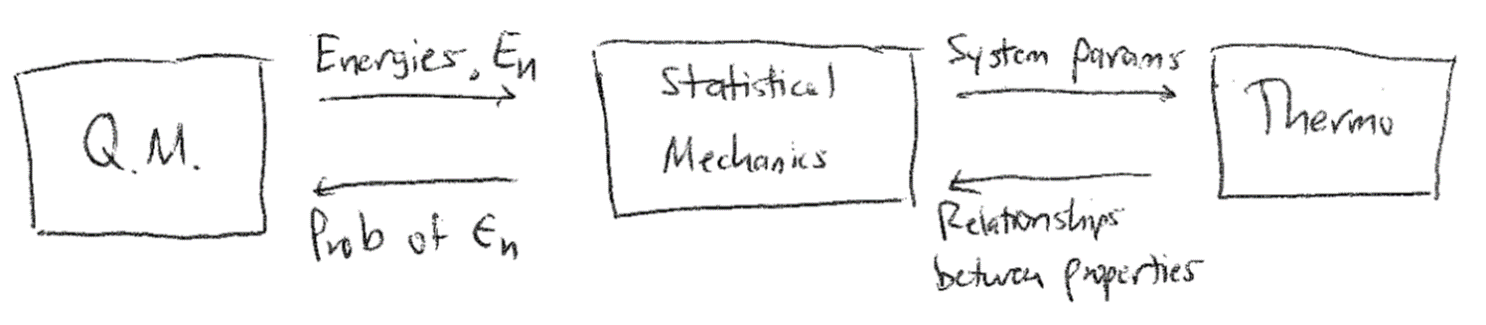 Q.M.
Energies, En
Prob of En
Statistical
Mechanics
System params
Relationships
between properties
Thermo